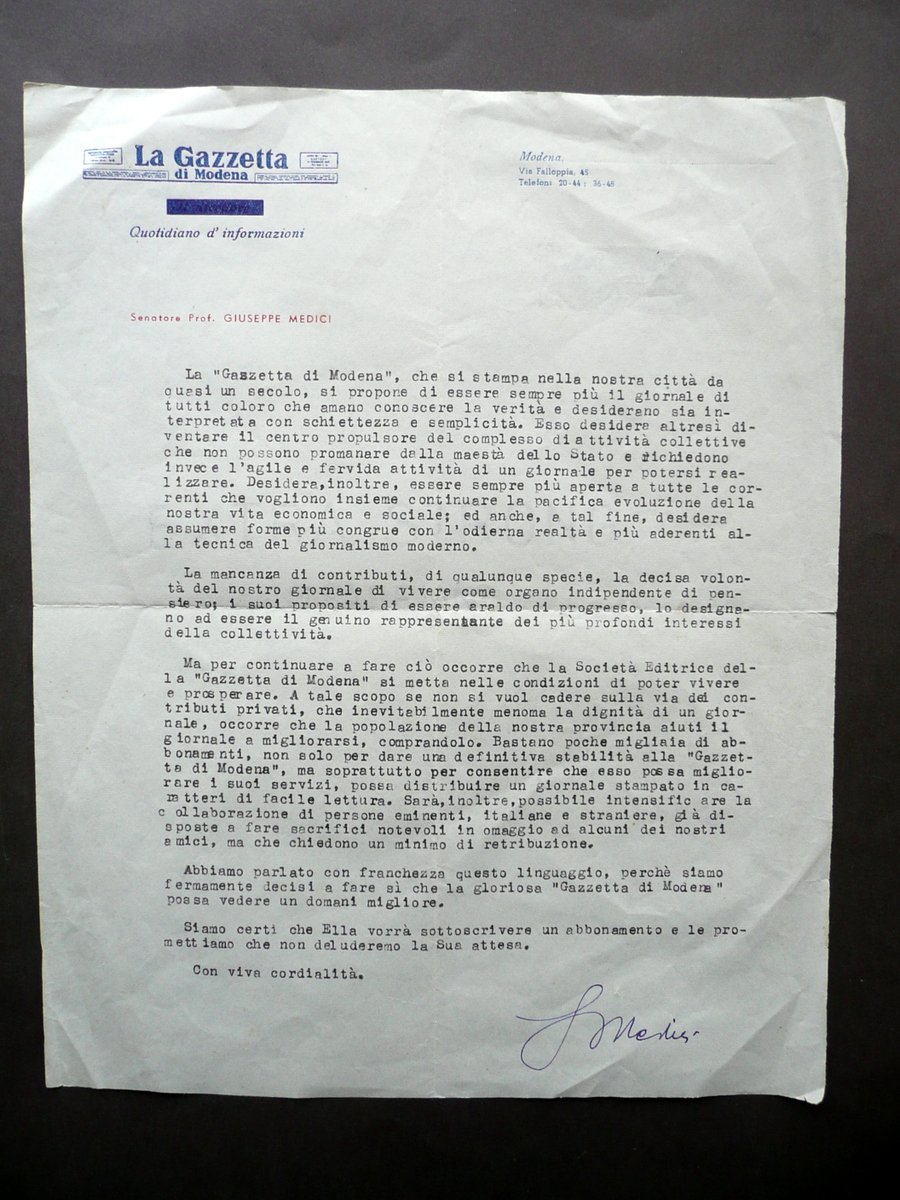 La Gazzetta
di Modena
Quotidiano d' informazioni
Modena,
Via Falloppia, 45
Telefoni 20-44 ; 36-48
Senatore Prof. GIUSEPPE MEDICI
La "Gazzetta di Modena", che si stampa nella nostra città da
quasi un secolo, si propone di essere sempre più il giornale di
tutti coloro che amano conoscere la verità e desiderano sia in-
terpretata con schiettezza e semplicità. Esso desidera altresì di-
ventare il centro propulsore del complesso di attività collettive
che non possono promanare dalla maestà dello Stato e richiedono
invece l'agile e fervida attività di un giornale per potersi rea-
lizzare. Desidera,inoltre, essere sempre più aperta a tutte le cor-
renti che vogliono insieme continuare la pacifica evoluzione della
nostra vita economica e sociale; ed anche, a tal fine, desidera
assumere forme più congrue con l'odierna realtà e più aderenti al-
la tecnica del giornalismo moderno.
La mancanza di contributi, di qualunque specie, la decisa volon-
tà del nostro giornale di vivere come organo indipendente di pen-
siero; i suoi propositi di essere araldo di progresso, lo designa-
no ad essere il genuino rappresentante dei più profondi interessi
della collettività.
Ma per continuare a fare ciò occorre che la Società Editrice del-
la "Gazzetta di Modena" si metta nelle condizioni di poter vivere
e prosperare. A tale scopo se non si vuol cadere sulla via dei con
tributi privati, che inevitabilmente menoma la dignità di un gior-
nale, occorre che la popolazione della nostra provincia aiuti il
giornale a migliorarsi, comprandolo. Bastano poche migliaia di ab-
bonamenti, non solo per dare una definitiva stabilità alla "Gazzet-
ta di Modena", ma soprattutto per consentire che esso possa miglio-
rare i suoi servizi, possa distribuire un giornale stampato in ca-
ratteri di facile lettura. Sarà,inoltre,possibile intensificare la
collaborazione di persone eminenti, italiane e straniere, già di-
sposte a fare sacrifici notevoli in omaggio ad alcuni dei nostri
amici, ma che chiedono un minimo di retribuzione.
Abbiamo parlato con franchezza questo linguaggio, perchè siamo
fermamente decisi a fare sì che la gloriosa "Gazzetta di Modena"
possa vedere un domani migliore.
Siamo certi che Ella vorrà sottoscrivere un abbonamento e le pro-
mettiamo che non deluderemo la Sua attesa.
Con viva cordialità.
G Medici